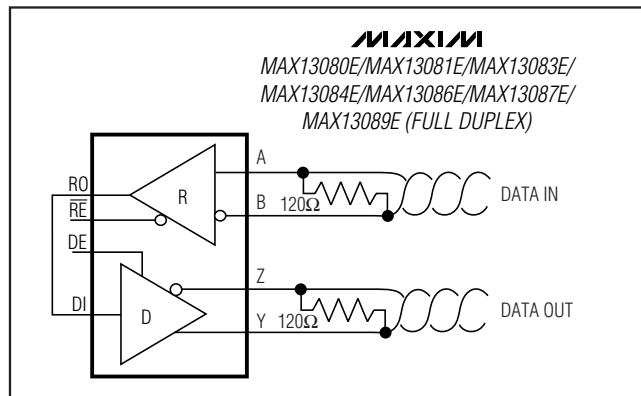 MAXIM
MAX13080E/MAX13081E/MAX13083E/
MAX13084E/MAX13086E/MAX13087E/
MAX13089E (FULL DUPLEX)
A
RO
R
120Ω
DATA IN
RE
B
DE
Z
DI
D
120Ω
DATA OUT
Y